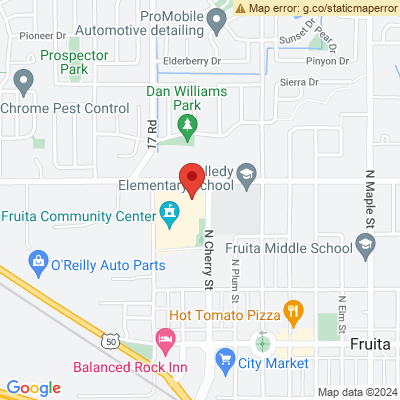 Map error: g.co/staticmaperror
ProMobile
Automotive detailing
Pioneer Dr
Sunset Dr
Pear Dr
Pinyon Dr
Elderberry Dr
Prospector
Park
Sierra Dr
Dan Williams
Park
Chrome Pest Control
17 Rd
lledy
Elementary School
N Maple St
Fruita Community Center
N Cherry St
Fruita Middle School
O'Reilly Auto Parts
N Plum St
N Elm St
Hot Tomato Pizza
50
Fruita
Balanced Rock Inn
City Market
Google
Map data ©2024